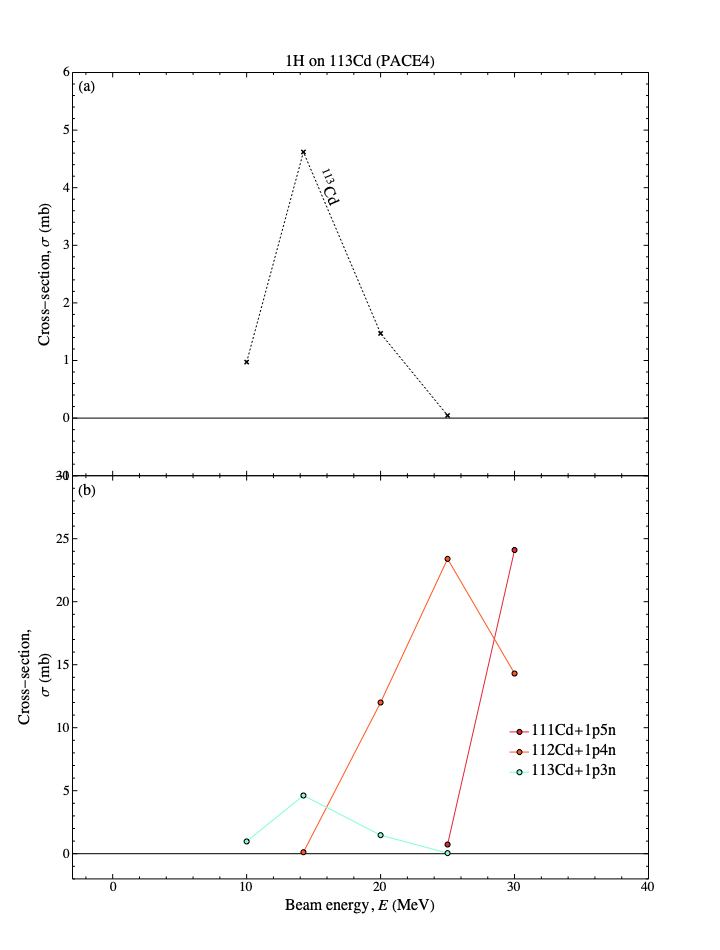 1H on 113Cd (PACE4)
(a)
6
5
4
3
2
1
0
Cross-section, σ (mb)
113Cd
30
(b)
25
20
15
10
5
0
Cross-section,
σ (mb)
111Cd+1p5n
112Cd+1p4n
113Cd+1p3n
0 10 20 30 40
Beam energy, E (MeV)